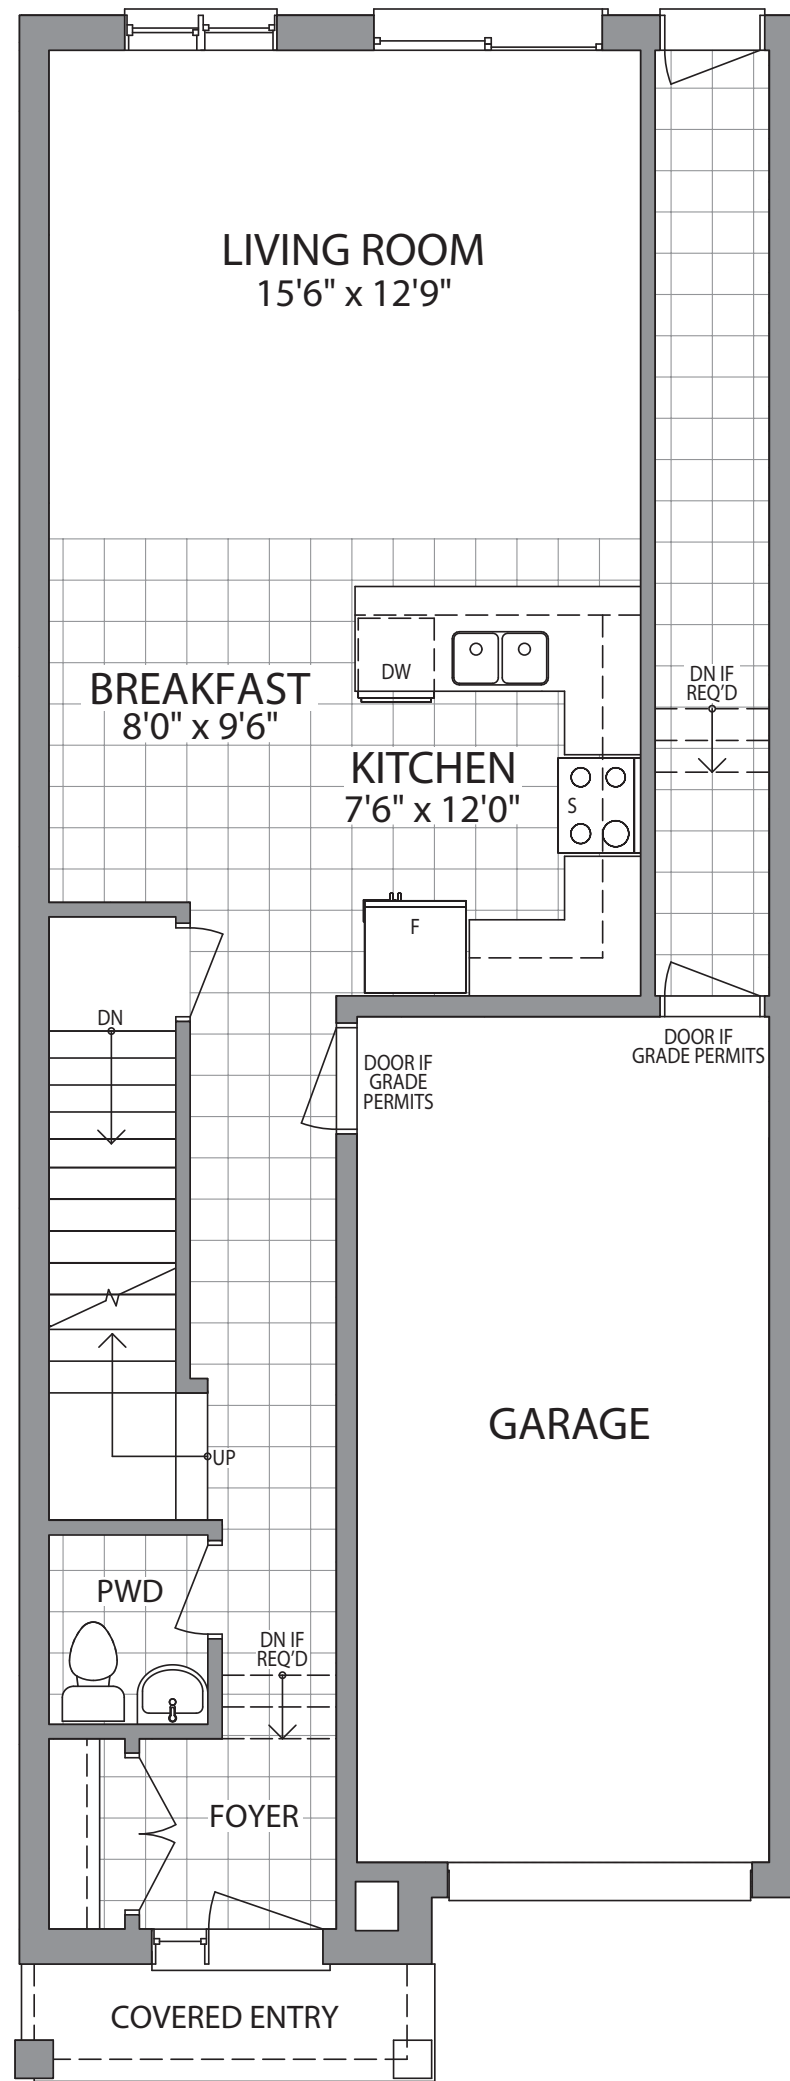 LIVING ROOM
15'6" x 12'9"
DN IF
REQ'D
DW
BREAKFAST
8'0" x 9'6"
KITCHEN
7'6" x 12'0"
S
F
DN
DOOR IF
GRADE PERMITS
DOOR IF
GRADE
PERMITS
GARAGE
UP
PWD
DN IF
REQ'D
FOYER
COVERED ENTRY